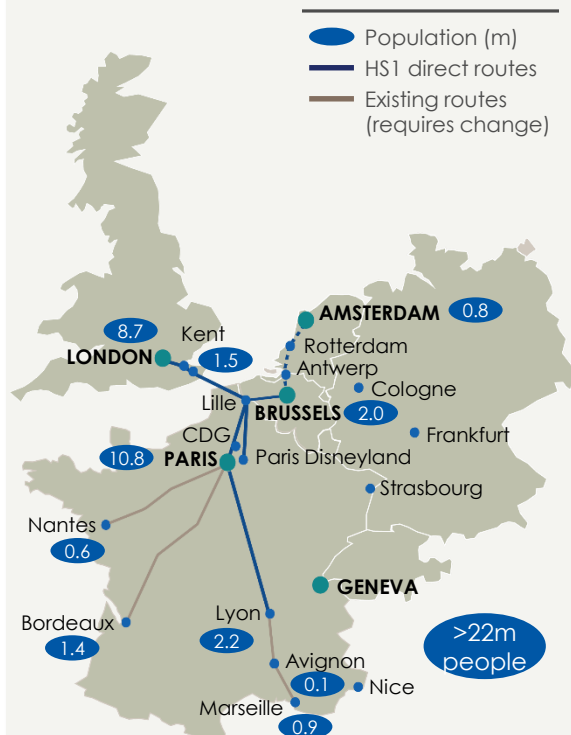 Population (m)
HS1 direct routes
Existing routes
(requires change)
AMSTERDAM
0.8
8.7
Kent
Rotterdam
LONDON
1.5
Antwerp
Cologne
Lille
BRUSSELS
2.0
CDG
Frankfurt
10.8
PARIS
Paris Disneyland
Strasbourg
Nantes
0.6
GENEVA
Lyon
Bordeaux
2.2
>22m
people
1.4
Avignon
0.1
Nice
Marseille
0.9